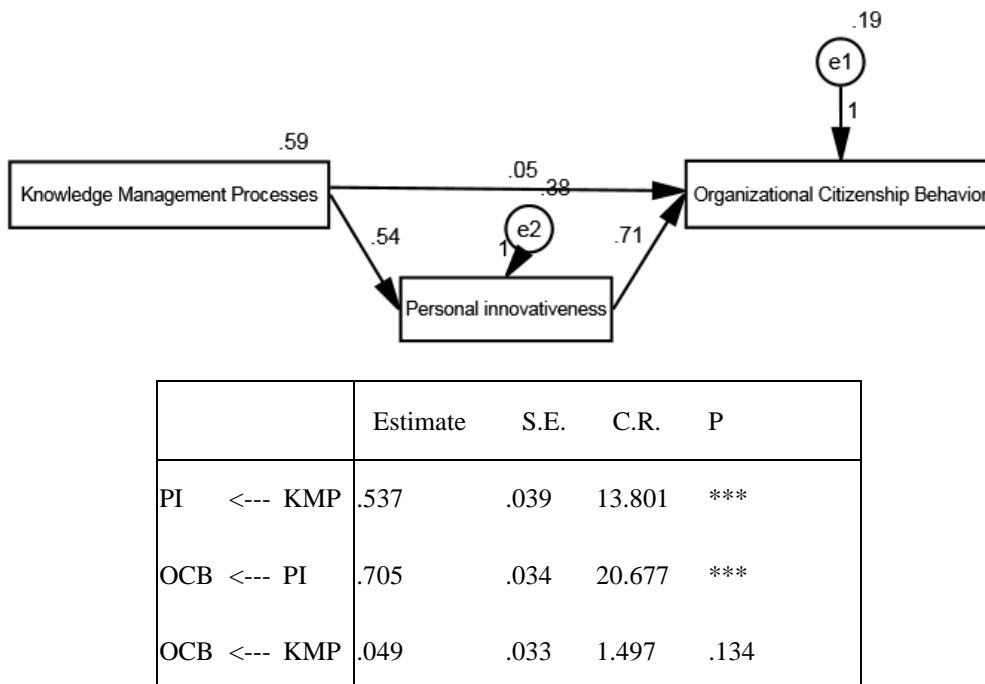 .19
e1
1
.59
Knowledge Management Processes
.05
.38
Organizational Citizenship Behavior
.54
e2
1
.71
Personal innovativeness
Estimate S.E. C.R. P
PI <--- KMP .537 .039 13.801 ***
OCB <--- PI .705 .034 20.677 ***
OCB <--- KMP .049 .033 1.497 .134